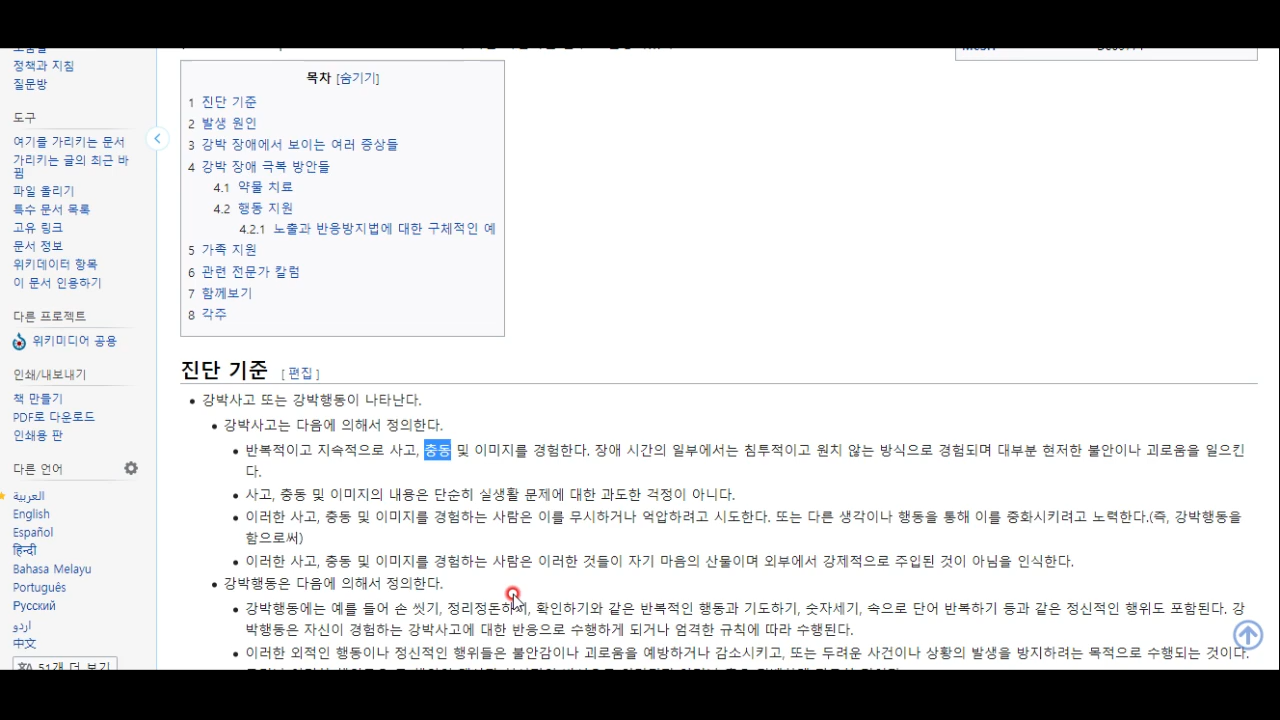 도움말
정책과 지침
질문방
도구
여기를 가리키는 문서
가리키는 글의 최근 바
뀜
파일 올리기
특수 문서 목록
고유 링크
문서 정보
위키데이터 항목
이 문서 인용하기
다른 프로젝트
위키미디어 공용
인쇄/내보내기
책 만들기
PDF로 다운로드
인쇄용 판
다른 언어
العربية
English
Español
हिन्दी
Bahasa Melayu
Português
Русский
اردو
中文
51개 더 보기
목차 [숨기기]
1 진단 기준
2 발생 원인
3 강박 장애에서 보이는 여러 증상들
4 강박 장애 극복 방안들
4.1 약물 치료
4.2 행동 지원
4.2.1 노출과 반응방지법에 대한 구체적인 예
5 가족 지원
6 관련 전문가 칼럼
7 함께보기
8 각주
진단 기준 [편집]
강박사고 또는 강박행동이 나타난다.
강박사고는 다음에 의해서 정의한다.
반복적이고 지속적으로 사고, 충동 및 이미지를 경험한다. 장애 시간의 일부에서는 침투적이고 원치 않는 방식으로 경험되며 대부분 현저한 불안이나 괴로움을 일으킨
다.
사고, 충동 및 이미지의 내용은 단순히 실생활 문제에 대한 과도한 걱정이 아니다.
이러한 사고, 충동 및 이미지를 경험하는 사람은 이를 무시하거나 억압하려고 시도한다. 또는 다른 생각이나 행동을 통해 이를 중화시키려고 노력한다.(즉, 강박행동을
함으로써)
이러한 사고, 충동 및 이미지를 경험하는 사람은 이러한 것들이 자기 마음의 산물이며 외부에서 강제적으로 주입된 것이 아님을 인식한다.
강박행동은 다음에 의해서 정의한다.
강박행동에는 예를 들어 손 씻기, 정리정돈하기, 확인하기와 같은 반복적인 행동과 기도하기, 숫자세기, 속으로 단어 반복하기 등과 같은 정신적인 행위도 포함된다. 강
박행동은 자신이 경험하는 강박사고에 대한 반응으로 수행하게 되거나 엄격한 규칙에 따라 수행된다.
이러한 외적인 행동이나 정신적인 행위들은 불안감이나 괴로움을 예방하거나 감소시키고, 또는 두려운 사건이나 상황의 발생을 방지하려는 목적으로 수행되는 것이다.